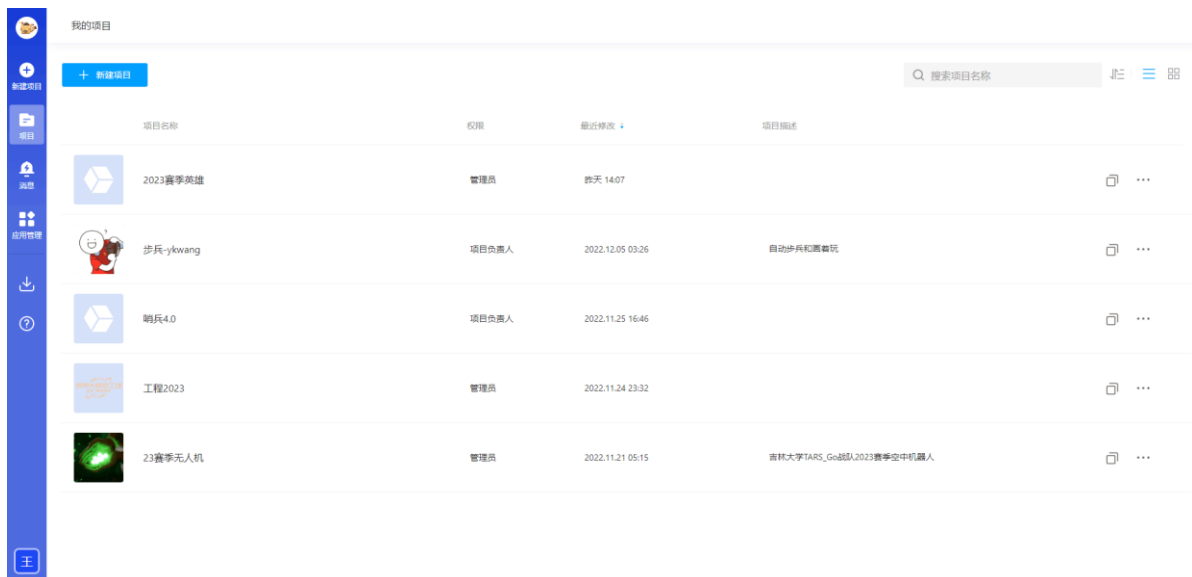 我的项目
新建项目
搜索项目名称
新建项目
项目
消息
应用管理
王
项目名称 权限 最近修改 项目描述
2023赛季英雄 管理员 昨天 14:07
步兵-ykwang 项目负责人 2022.12.05 03:26 自动步兵和圆着玩
哨兵4.0 项目负责人 2022.11.25 16:46
工程2023 管理员 2022.11.24 23:32
23赛季无人机 管理员 2022.11.21 05:15 吉林大学TARS_Go战队2023赛季空中机器人